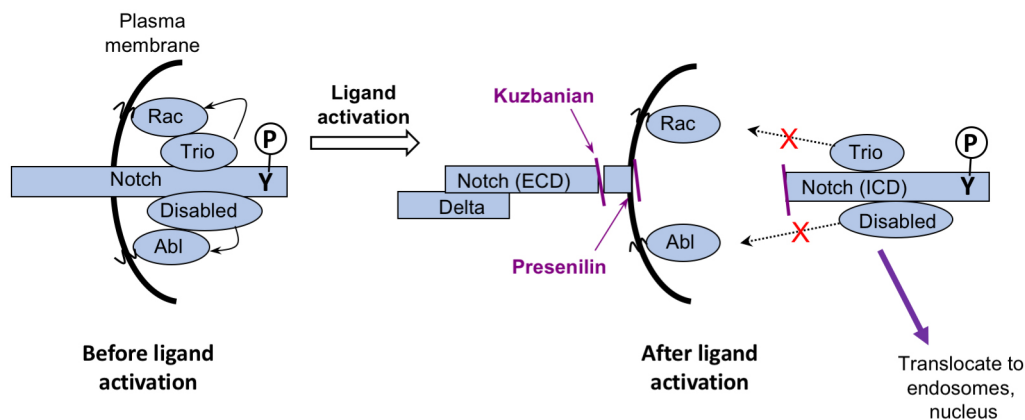 Plasma
membrane
Rac
Trio
P
Notch
Y
Disabled
Abl
Before ligand
activation
Ligand
activation
Kuzbanian
Notch (ECD)
Delta
Presenilin
Rac
Abl
X
X
Trio
P
Notch (ICD)
Y
Disabled
After ligand
activation
Translocate to
endosomes,
nucleus